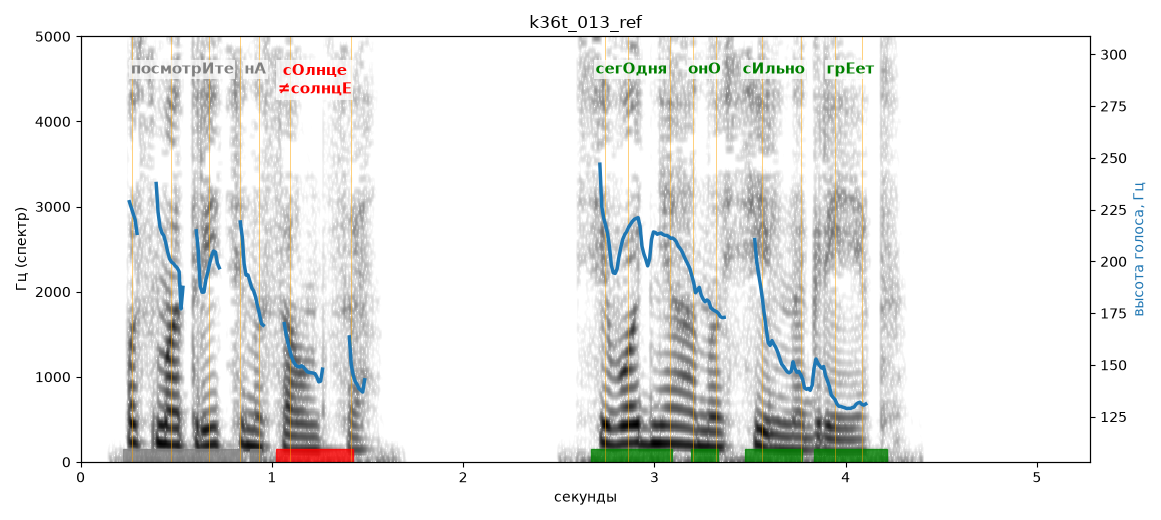 k36t_013_ref
посмотрИте нА сОлнце сегОдня онО сИльно грЕет
≠солнцЕ
5000
4000
3000
2000
1000
0
Гц (спектр)
300
275
250
225
200
175
150
125
высота голоса, Гц
0 1 2 3 4 5
секунды